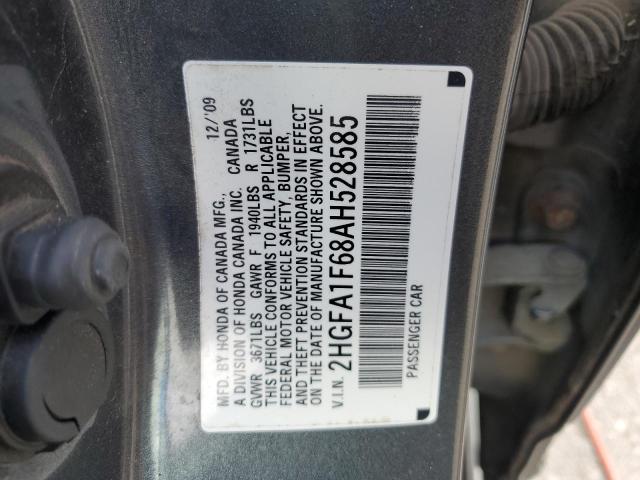 MFD. BY HONDA OF CANADA MFG., 12/'09
A DIVISION OF HONDA CANADA INC. CANADA
GVWR 3671LBS GAWR F 1940LBS R 1731LBS
THIS VEHICLE CONFORMS TO ALL APPLICABLE
FEDERAL MOTOR VEHICLE SAFETY, BUMPER,
AND THEFT PREVENTION STANDARDS IN EFFECT
ON THE DATE OF MANUFACTURE SHOWN ABOVE.
V.I.N. 2HGFA1F68AH528585
PASSENGER CAR